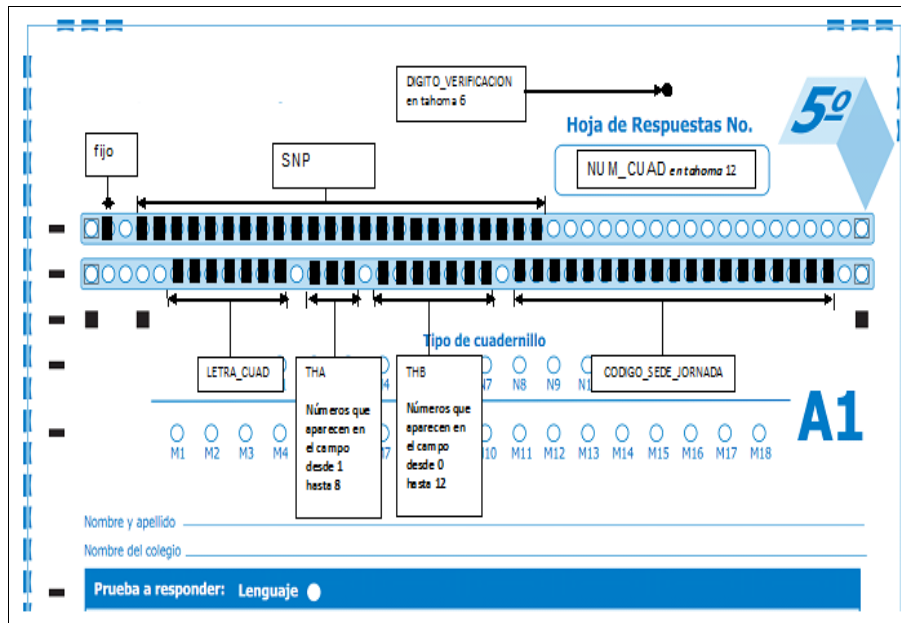 DIGITO_VERIFICACION
en tahoma 6
5º
Hoja de Respuestas No.
fijo
SNP
NUM_CUAD en tahoma 12
Tipo de cuadernillo
LETRA_CUAD
THA
Números que
aparecen en
el campo
desde 1
hasta 8
THB
Números que
aparecen en
el campo
desde 0
hasta 12
CODIGO_SEDE_JORNADA
N8 N9
A1
M1 M2 M3 M4 M11 M12 M13 M14 M15 M16 M17 M18
Nombre y apellido
Nombre del colegio
Prueba a responder: Lenguaje